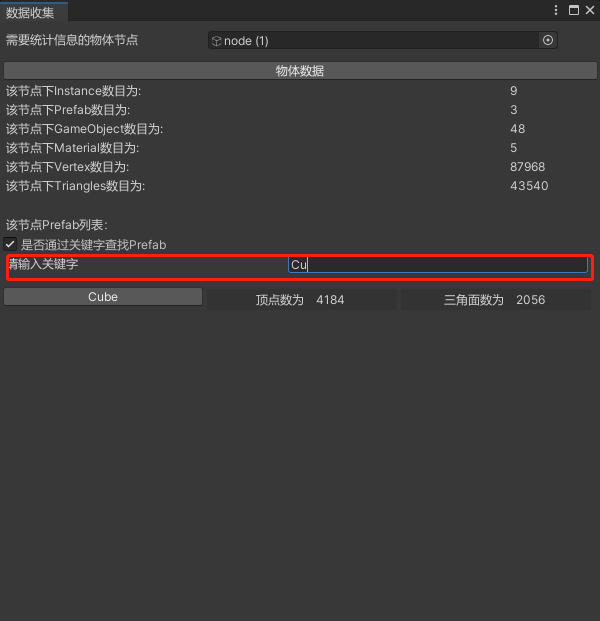 数据收集
需要统计信息的物体节点 node (1)
物体数据
该节点下Instance数目为: 9
该节点下Prefab数目为: 3
该节点下GameObject数目为: 48
该节点下Material数目为: 5
该节点下Vertex数目为: 87968
该节点下Triangles数目为: 43540
该节点Prefab列表:
是否通过关键字查找Prefab
请输入关键字 Cu
Cube 顶点数为 4184 三角面数为 2056